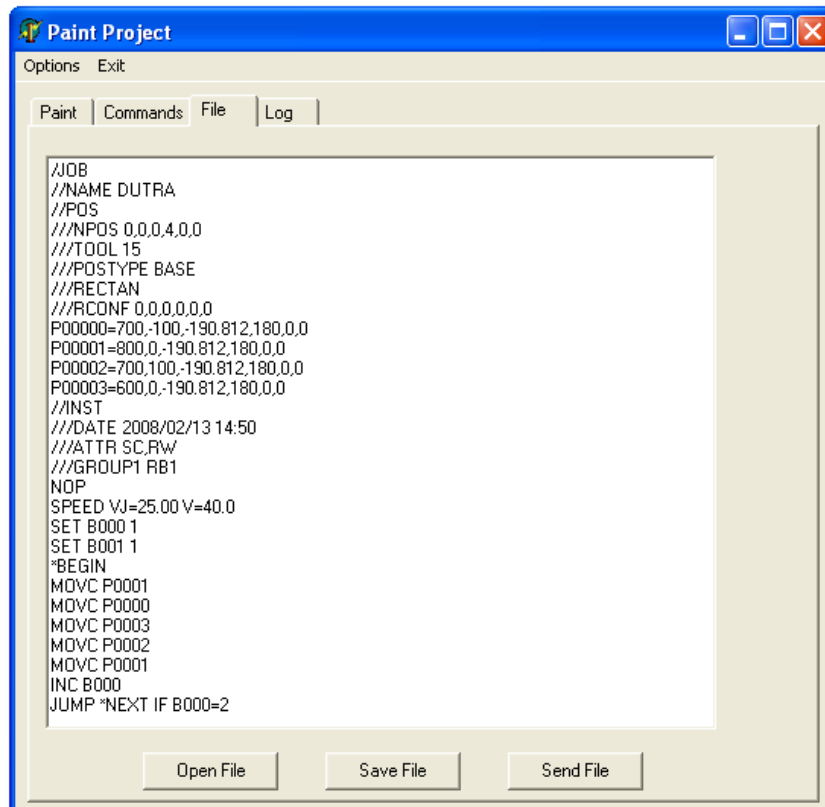 Paint Project
Options Exit
Paint Commands File Log
/JOB
//NAME DUTRA
//POS
///NPOS 0,0,0,4,0,0
///TOOL 15
///POSTYPE BASE
///RECTAN
///RCONF 0,0,0,0,0,0
P00000=700,-100,-190.812,180,0,0
P00001=800,0,-190.812,180,0,0
P00002=700,100,-190.812,180,0,0
P00003=600,0,-190.812,180,0,0
//INST
///DATE 2008/02/13 14:50
///ATTR SC,RW
///GROUP1 RB1
NOP
SPEED VJ=25.00 V=40.0
SET B000 1
SET B001 1
*BEGIN
MOVC P0001
MOVC P0000
MOVC P0003
MOVC P0002
MOVC P0001
INC B000
JUMP *NEXT IF B000=2
Open File Save File Send File